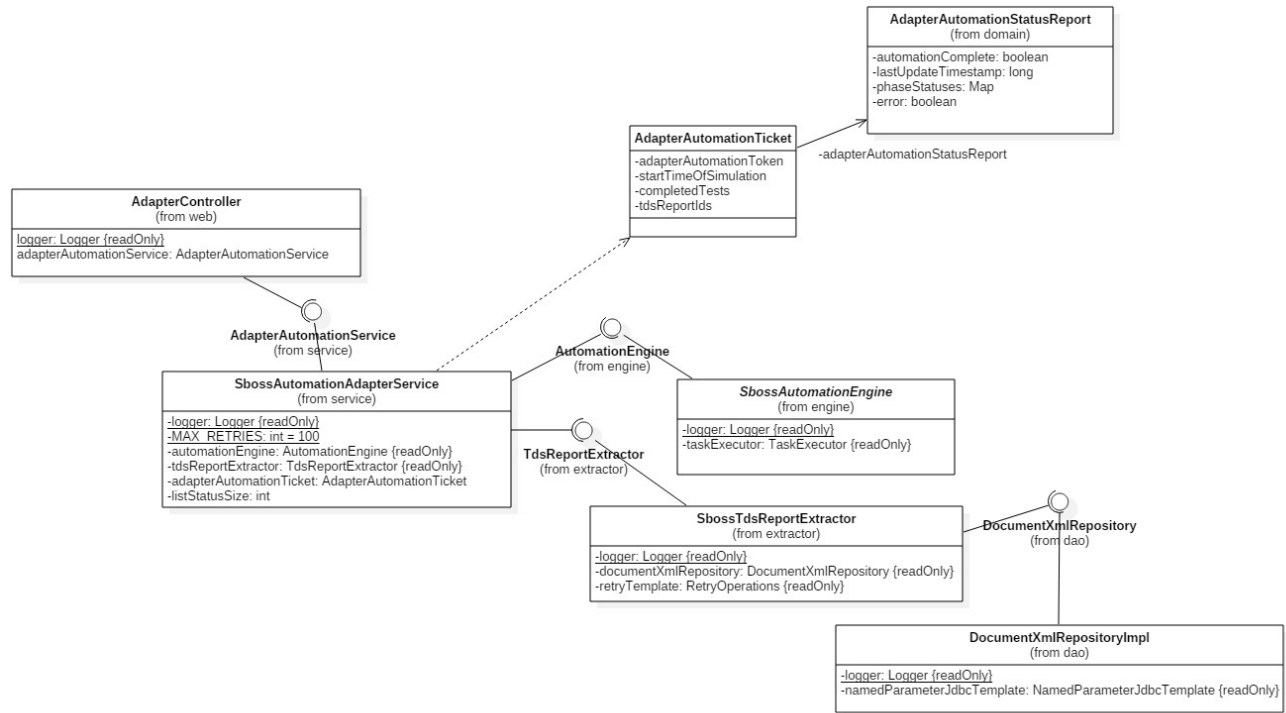 AdapterAutomationStatusReport
(from domain)
-automationComplete: boolean
-lastUpdateTimestamp: long
-phaseStatuses: Map
-error: boolean
AdapterAutomationTicket
-adapterAutomationToken
-startTimeOfSimulation
-completedTests
-tdsReportIds
-adapterAutomationStatusReport
AdapterController
(from web)
logger: Logger {readOnly}
adapterAutomationService: AdapterAutomationService
AdapterAutomationService
(from service)
AutomationEngine
(from engine)
SbossAutomationAdapterService
(from service)
-logger: Logger {readOnly}
-MAX_RETRIES: int = 100
-automationEngine: AutomationEngine {readOnly}
-tdsReportExtractor: TdsReportExtractor {readOnly}
-adapterAutomationTicket: AdapterAutomationTicket
-listStatusSize: int
SbossAutomationEngine
(from engine)
-logger: Logger {readOnly}
-taskExecutor: TaskExecutor {readOnly}
TdsReportExtractor
(from extractor)
SbossTdsReportExtractor
(from extractor)
-logger: Logger {readOnly}
-documentXmlRepository: DocumentXmlRepository {readOnly}
-retryTemplate: RetryOperations {readOnly}
DocumentXmlRepository
(from dao)
DocumentXmlRepositoryImpl
(from dao)
-logger: Logger {readOnly}
-namedParameterJdbcTemplate: NamedParameterJdbcTemplate {readOnly}